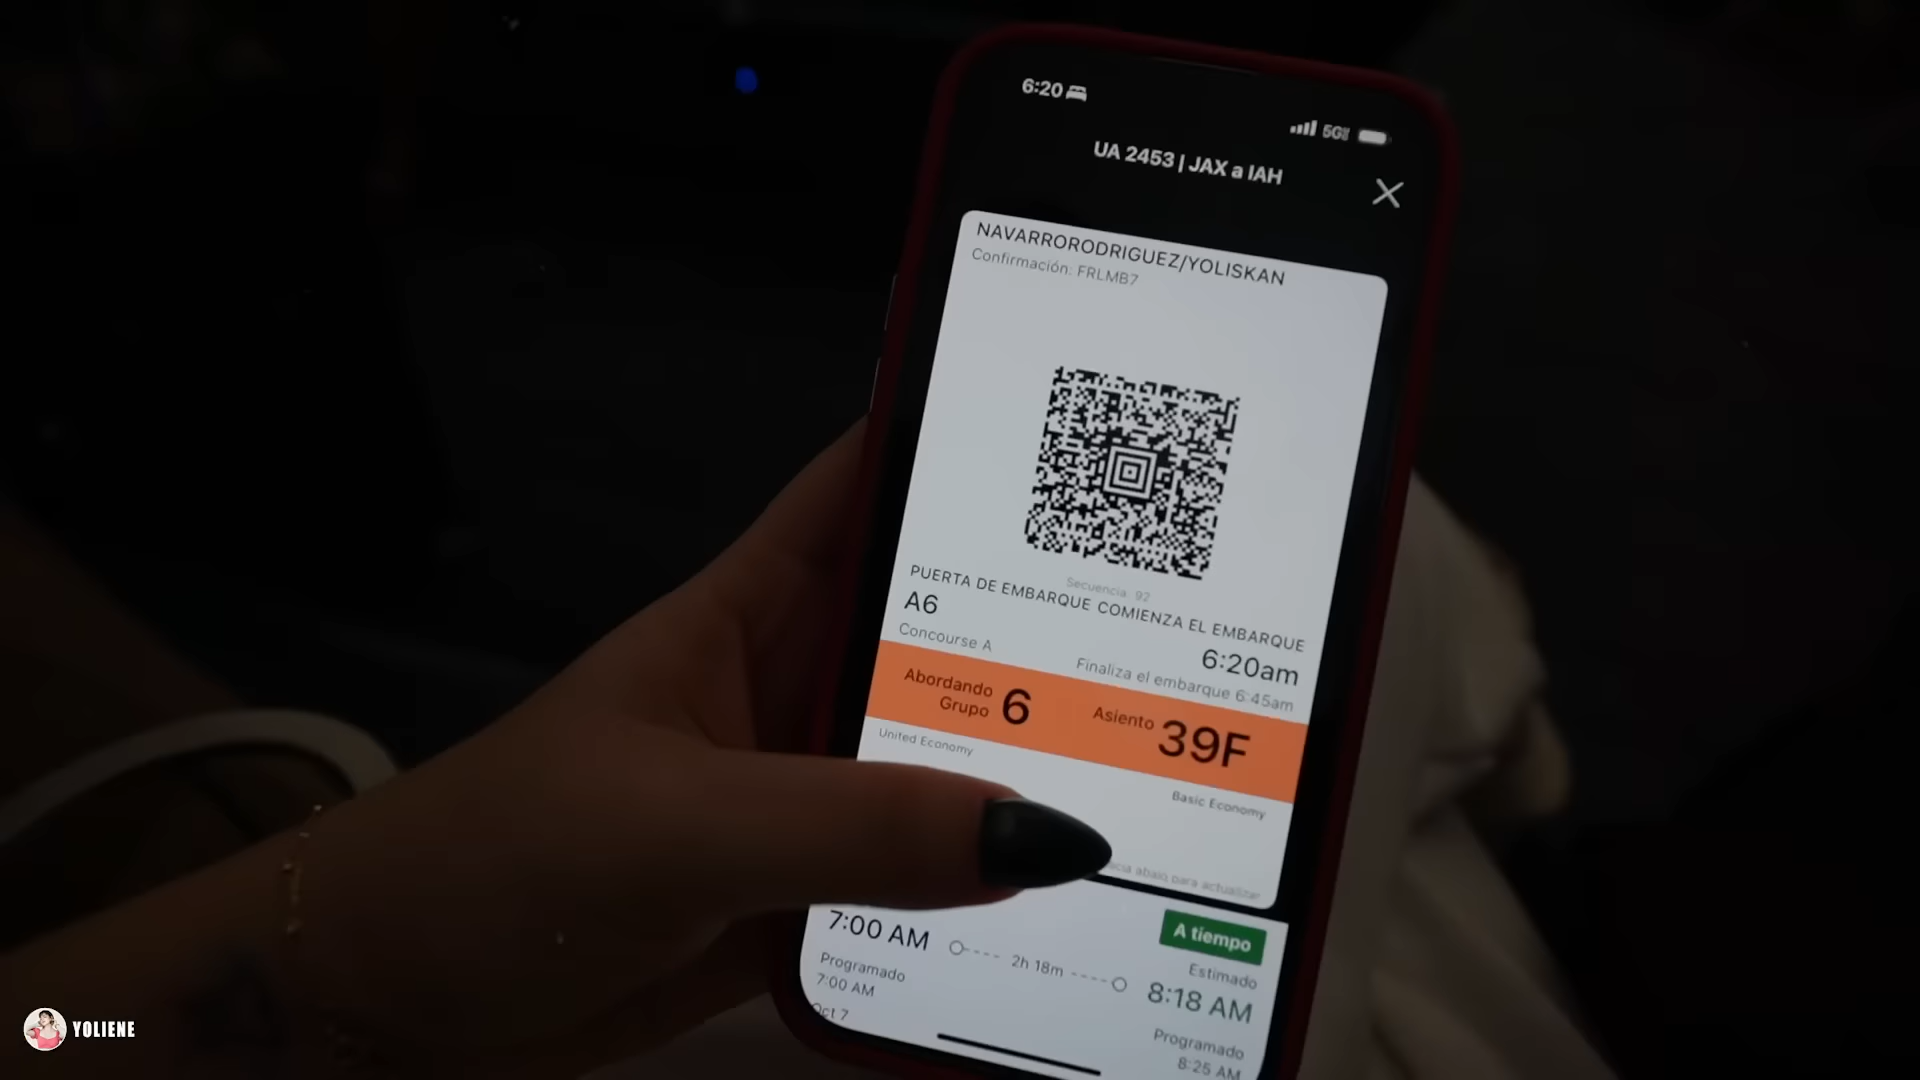 6:20
5G
UA 2453 | JAX a IAH
NAVARRORODRIGUEZ/YOLISKAN
Confirmación: FRLMB7
Secuencia: 92
PUERTA DE EMBARQUE COMIENZA EL EMBARQUE
A6 6:20am
Concourse A Finaliza el embarque 6:45am
Abordando Grupo 6 Asiento 39F
United Economy Basic Economy
abajo para actualizar
A tiempo
7:00 AM 2h 18m Estimado
8:18 AM
Programado Programado
7:00 AM 8:25 AM
Oct 7
YOLIENE